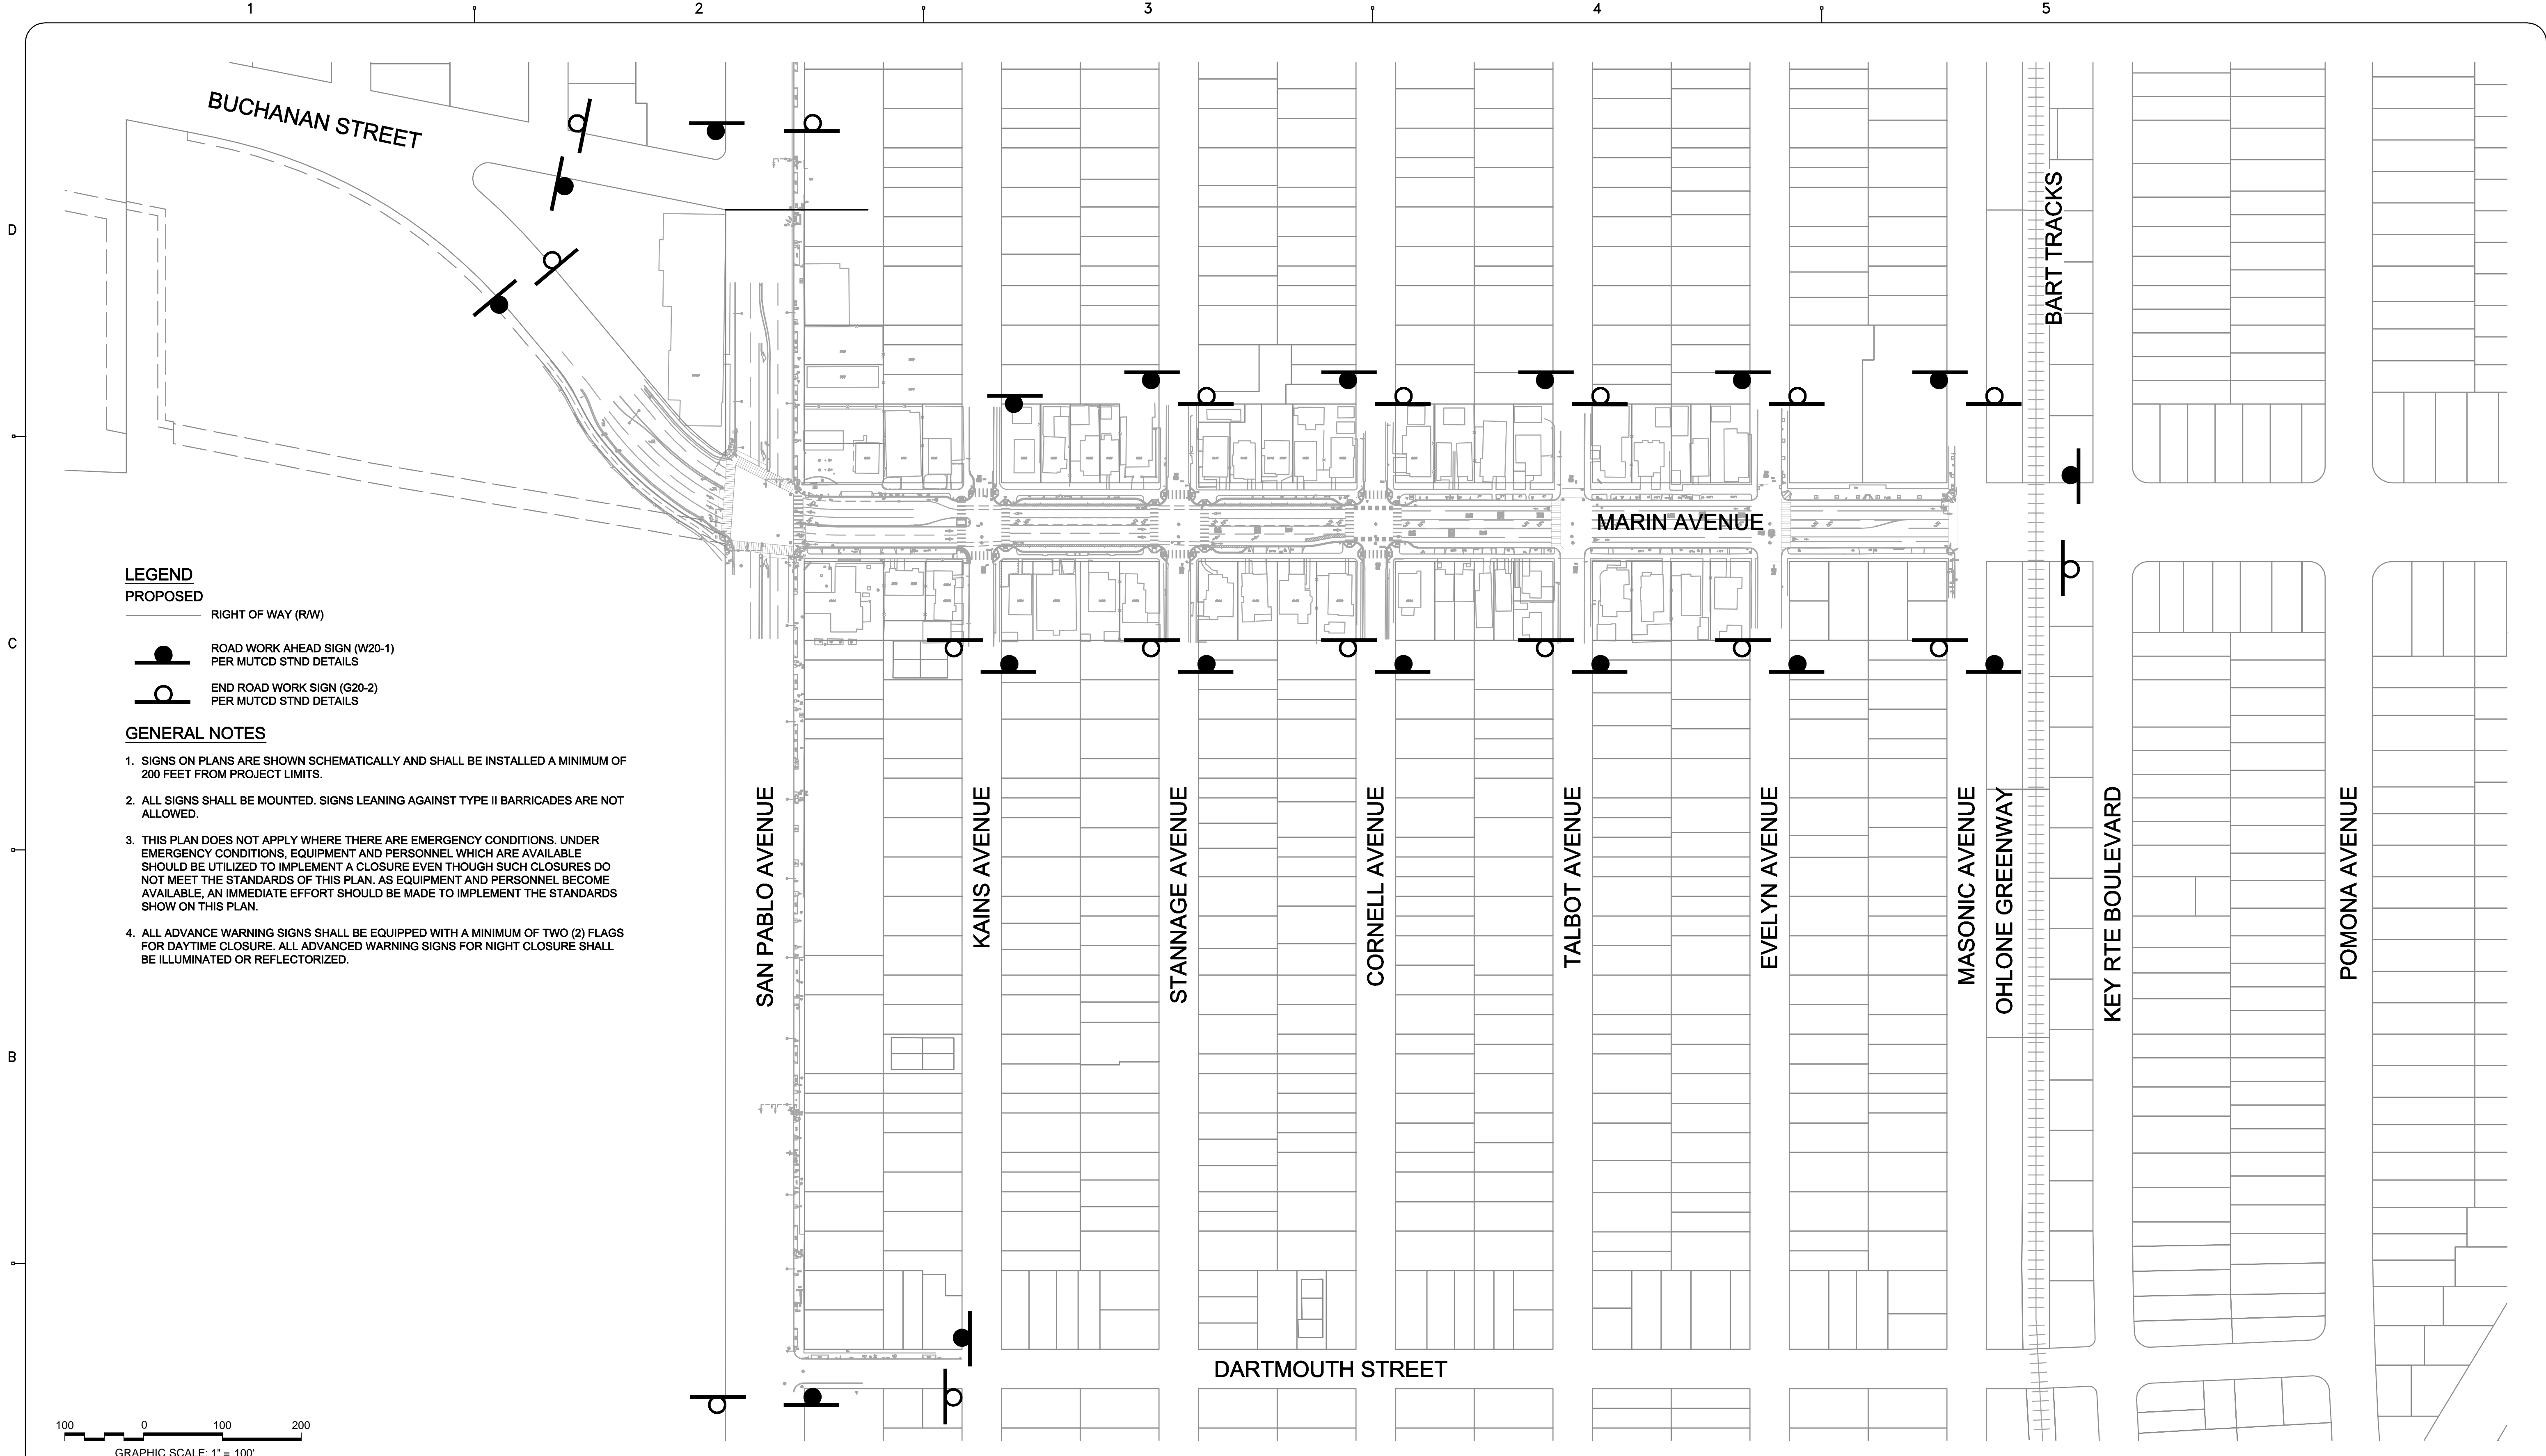 1 2 3 4 5
BUCHANAN STREET
D
BART TRACKS
MARIN AVENUE
C
LEGEND
PROPOSED
RIGHT OF WAY (R/W)
ROAD WORK AHEAD SIGN (W20-1)
PER MUTCD STND DETAILS
END ROAD WORK SIGN (G20-2)
PER MUTCD STND DETAILS
GENERAL NOTES
1. SIGNS ON PLANS ARE SHOWN SCHEMATICALLY AND SHALL BE INSTALLED A MINIMUM OF
200 FEET FROM PROJECT LIMITS.
2. ALL SIGNS SHALL BE MOUNTED. SIGNS LEANING AGAINST TYPE II BARRICADES ARE NOT
ALLOWED.
3. THIS PLAN DOES NOT APPLY WHERE THERE ARE EMERGENCY CONDITIONS. UNDER
EMERGENCY CONDITIONS, EQUIPMENT AND PERSONNEL WHICH ARE AVAILABLE
SHOULD BE UTILIZED TO IMPLEMENT A CLOSURE EVEN THOUGH SUCH CLOSURES DO
NOT MEET THE STANDARDS OF THIS PLAN. AS EQUIPMENT AND PERSONNEL BECOME
AVAILABLE, AN IMMEDIATE EFFORT SHOULD BE MADE TO IMPLEMENT THE STANDARDS
SHOW ON THIS PLAN.
4. ALL ADVANCE WARNING SIGNS SHALL BE EQUIPPED WITH A MINIMUM OF TWO (2) FLAGS
FOR DAYTIME CLOSURE. ALL ADVANCED WARNING SIGNS FOR NIGHT CLOSURE SHALL
BE ILLUMINATED OR REFLECTORIZED.
SAN PABLO AVENUE
KAINS AVENUE
STANNAGE AVENUE
CORNELL AVENUE
TALBOT AVENUE
EVELYN AVENUE
MASONIC AVENUE
OHLONE GREENWAY
KEY RTE BOULEVARD
POMONA AVENUE
B
DARTMOUTH STREET
100 0 100 200
GRAPHIC SCALE: 1" = 100'